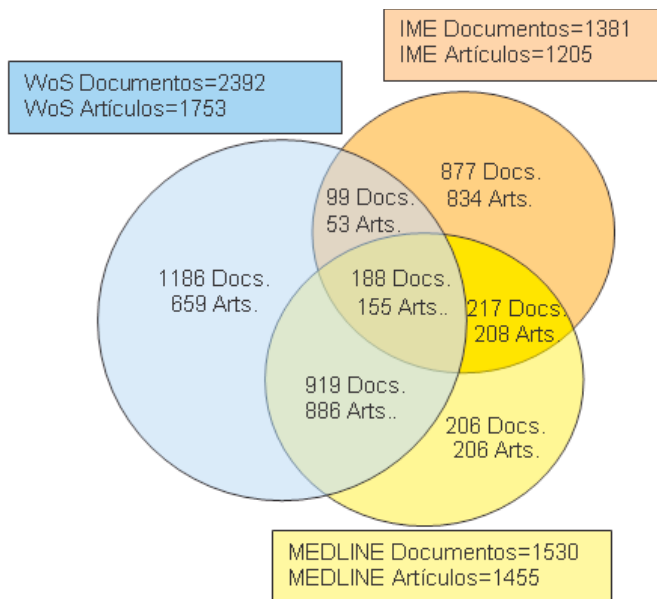 IME Documentos=1381
IME Artículos=1205
WoS Documentos=2392
WoS Artículos=1753
877 Docs.
834 Arts.
99 Docs.
53 Arts.
1186 Docs.
659 Arts.
188 Docs.
155 Arts..
217 Docs.
208 Arts.
919 Docs.
886 Arts..
206 Docs.
206 Arts.
MEDLINE Documentos=1530
MEDLINE Artículos=1455